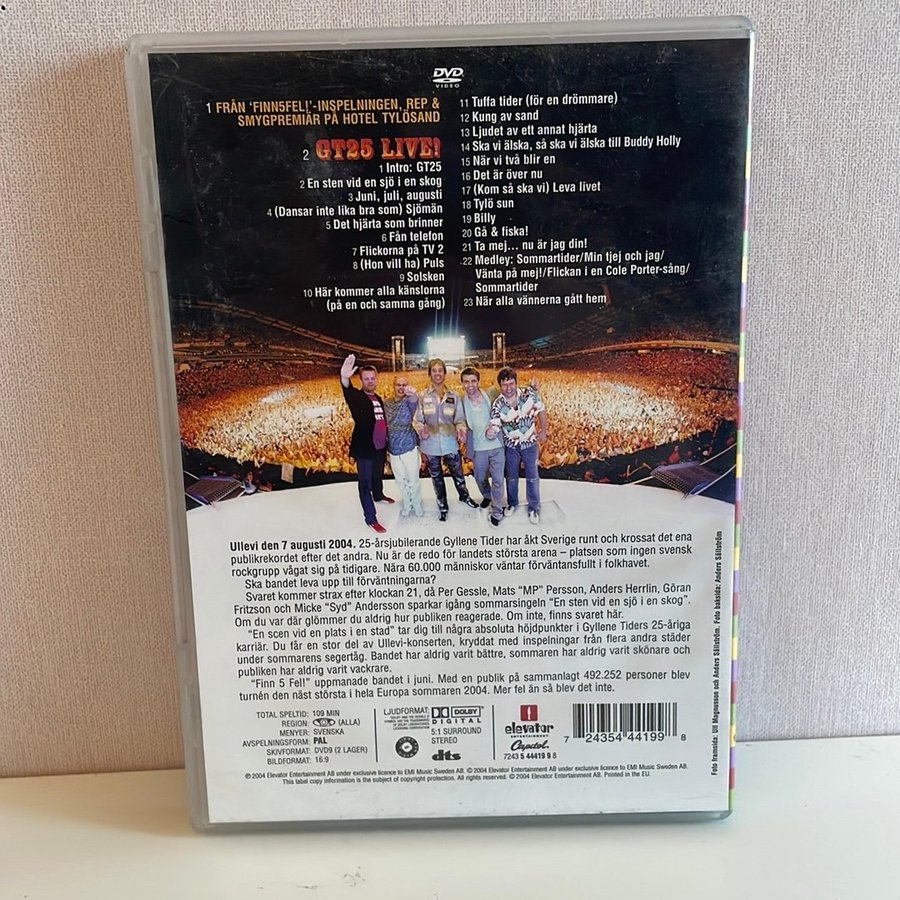 DVD
VIDEO
1 FRÅN 'FINN5FEL!'-INSPELNINGEN, REP &
SMYGPREMIÄR PÅ HOTEL TYLÖSAND
2 GT25 LIVE!
1 Intro: GT25
2 En sten vid en sjö i en skog
3 Juni, juli, augusti
4 (Dansar inte lika bra som) Sjömän
5 Det hjärta som brinner
6 Fån telefon
7 Flickorna på TV 2
8 (Hon vill ha) Puls
9 Solsken
10 Här kommer alla känslorna
(på en och samma gång)
11 Tuffa tider (för en drömmare)
12 Kung av sand
13 Ljudet av ett annat hjärta
14 Ska vi älska, så ska vi älska till Buddy Holly
15 När vi två blir en
16 Det är över nu
17 (Kom så ska vi) Leva livet
18 Tylö sun
19 Billy
20 Gå & fiska!
21 Ta mej... nu är jag din!
22 Medley: Sommartider/Min tjej och jag/
Vänta på mej!/Flickan i en Cole Porter-sång/
Sommartider
23 När alla vännerna gått hem
Ullevi den 7 augusti 2004. 25-årsjubilerande Gyllene Tider har åkt Sverige runt och krossat det ena
publikrekordet efter det andra. Nu är de redo för landets största arena – platsen som ingen svensk
rockgrupp vågat sig på tidigare. Nära 60.000 människor väntar förväntansfullt i folkhavet.
Ska bandet leva upp till förväntningarna?
Svaret kommer strax efter klockan 21, då Per Gessle, Mats "MP" Persson, Anders Herrlin, Göran
Fritzson och Micke "Syd" Andersson sparkar igång sommarsingeln "En sten vid en sjö i en skog".
Om du var där glömmer du aldrig hur publiken reagerade. Om inte, finns svaret här.
"En scen vid en plats i en stad" tar dig till några absoluta höjdpunkter i Gyllene Tiders 25-åriga
karriär. Du får en stor del av Ullevi-konserten, kryddat med inspelningar från flera andra städer
under sommarens segertåg. Bandet har aldrig varit bättre, sommaren har aldrig varit skönare och
publiken har aldrig varit vackrare.
"Finn 5 Fel!" uppmanade bandet i juni. Med en publik på sammanlagt 492.252 personer blev
turnén den näst största i hela Europa sommaren 2004. Mer fel än så blev det inte.
TOTAL SPELTID: 109 MIN
REGION: (ALLA)
MENYER: SVENSKA
AVSPELNINGSFORM: PAL
SKIVFORMAT: DVD9 (2 LAGER)
BILDFORMAT: 16:9
LJUDFORMAT:
DOLBY
DIGITAL
5:1 SURROUND
STEREO
dts
elevator
ENTERTAINMENT
Capitol
7243 5 44419 9 8
7 24354 44199 8
℗ 2004 Elevator Entertainment AB under exclusive licence to EMI Music Sweden AB. © 2004 Elevator Entertainment AB under exclusive licence to EMI Music Sweden AB.
This label copy information is the subject of copyright protection. All rights reserved. © 2004 Elevator Entertainment AB. Printed in the EU.
Foto framsida: Ulf Magnusson och Anders Sällström. Foto baksida: Anders Sällström